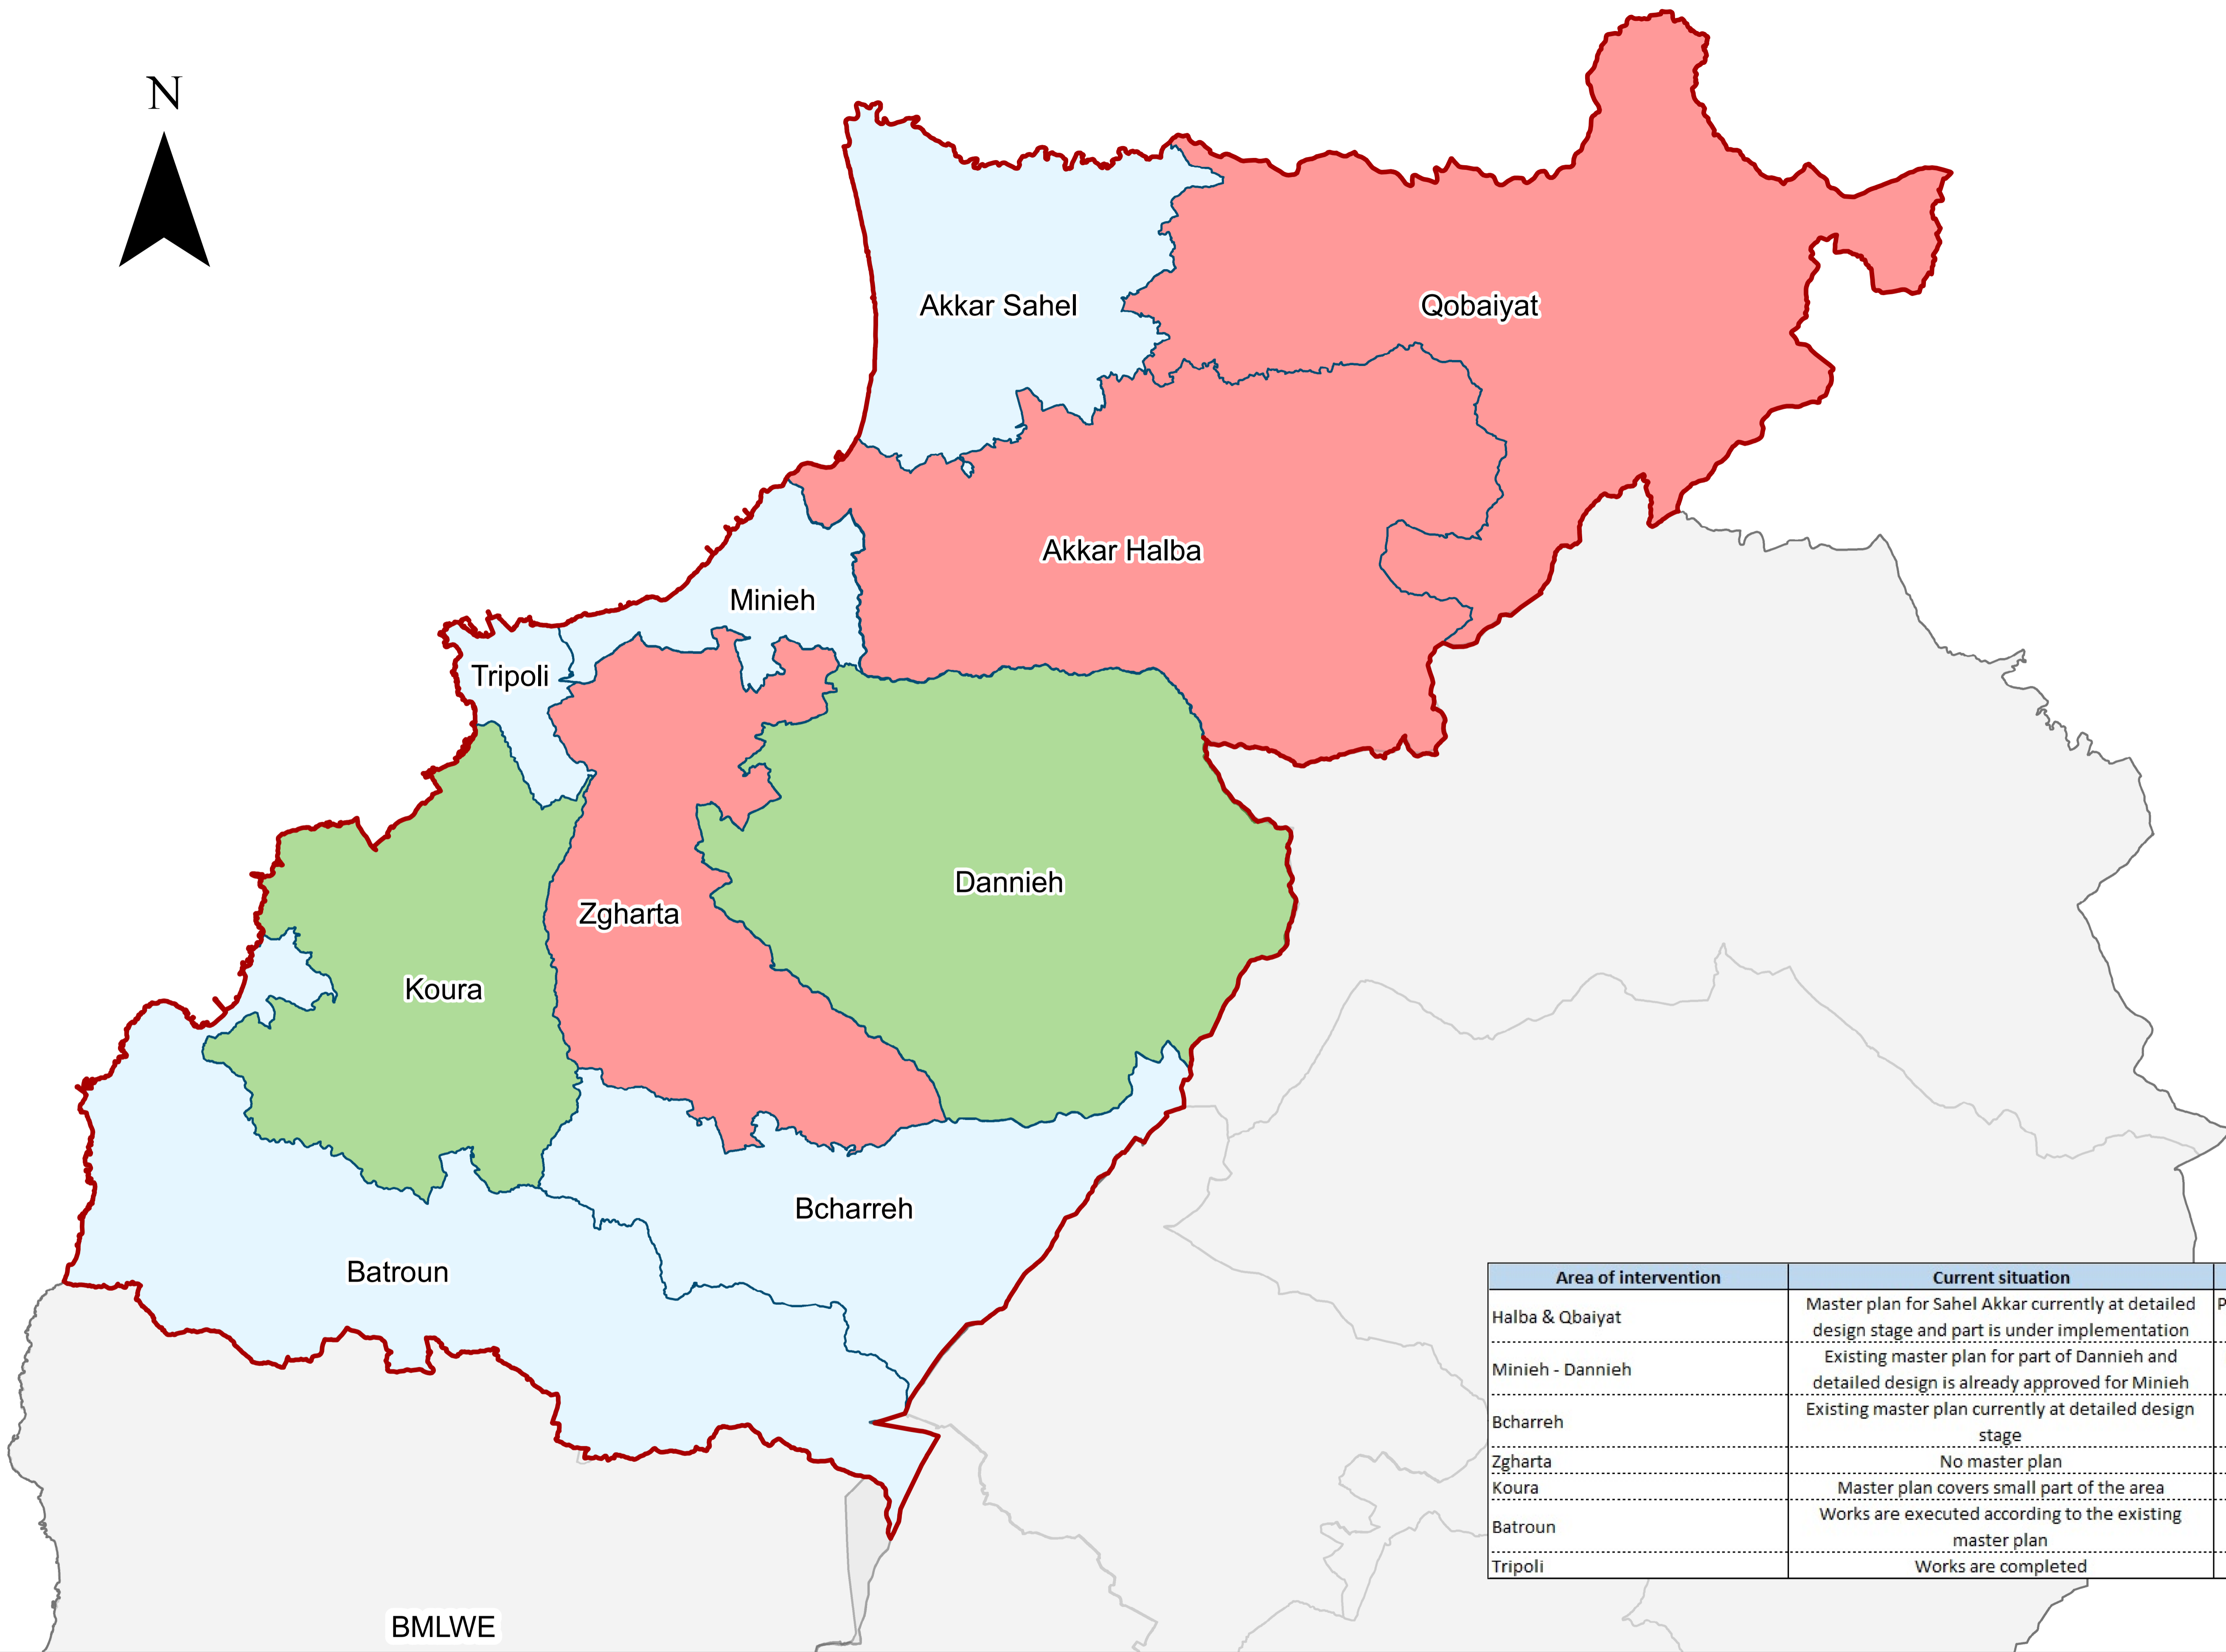 N
Akkar Sahel
Qobaiyat
Akkar Halba
Minieh
Tripoli
Dannieh
Zgharta
Koura
Bcharreh
Batroun
BMLWE
Area of intervention
Current situation
Halba & Qbaiyat
Master plan for Sahel Akkar currently at detailed
design stage and part is under implementation
P
Minieh - Dannieh
Existing master plan for part of Dannieh and
detailed design is already approved for Minieh
Bcharreh
Existing master plan currently at detailed design
stage
Zgharta
No master plan
Koura
Master plan covers small part of the area
Batroun
Works are executed according to the existing
master plan
Tripoli
Works are completed